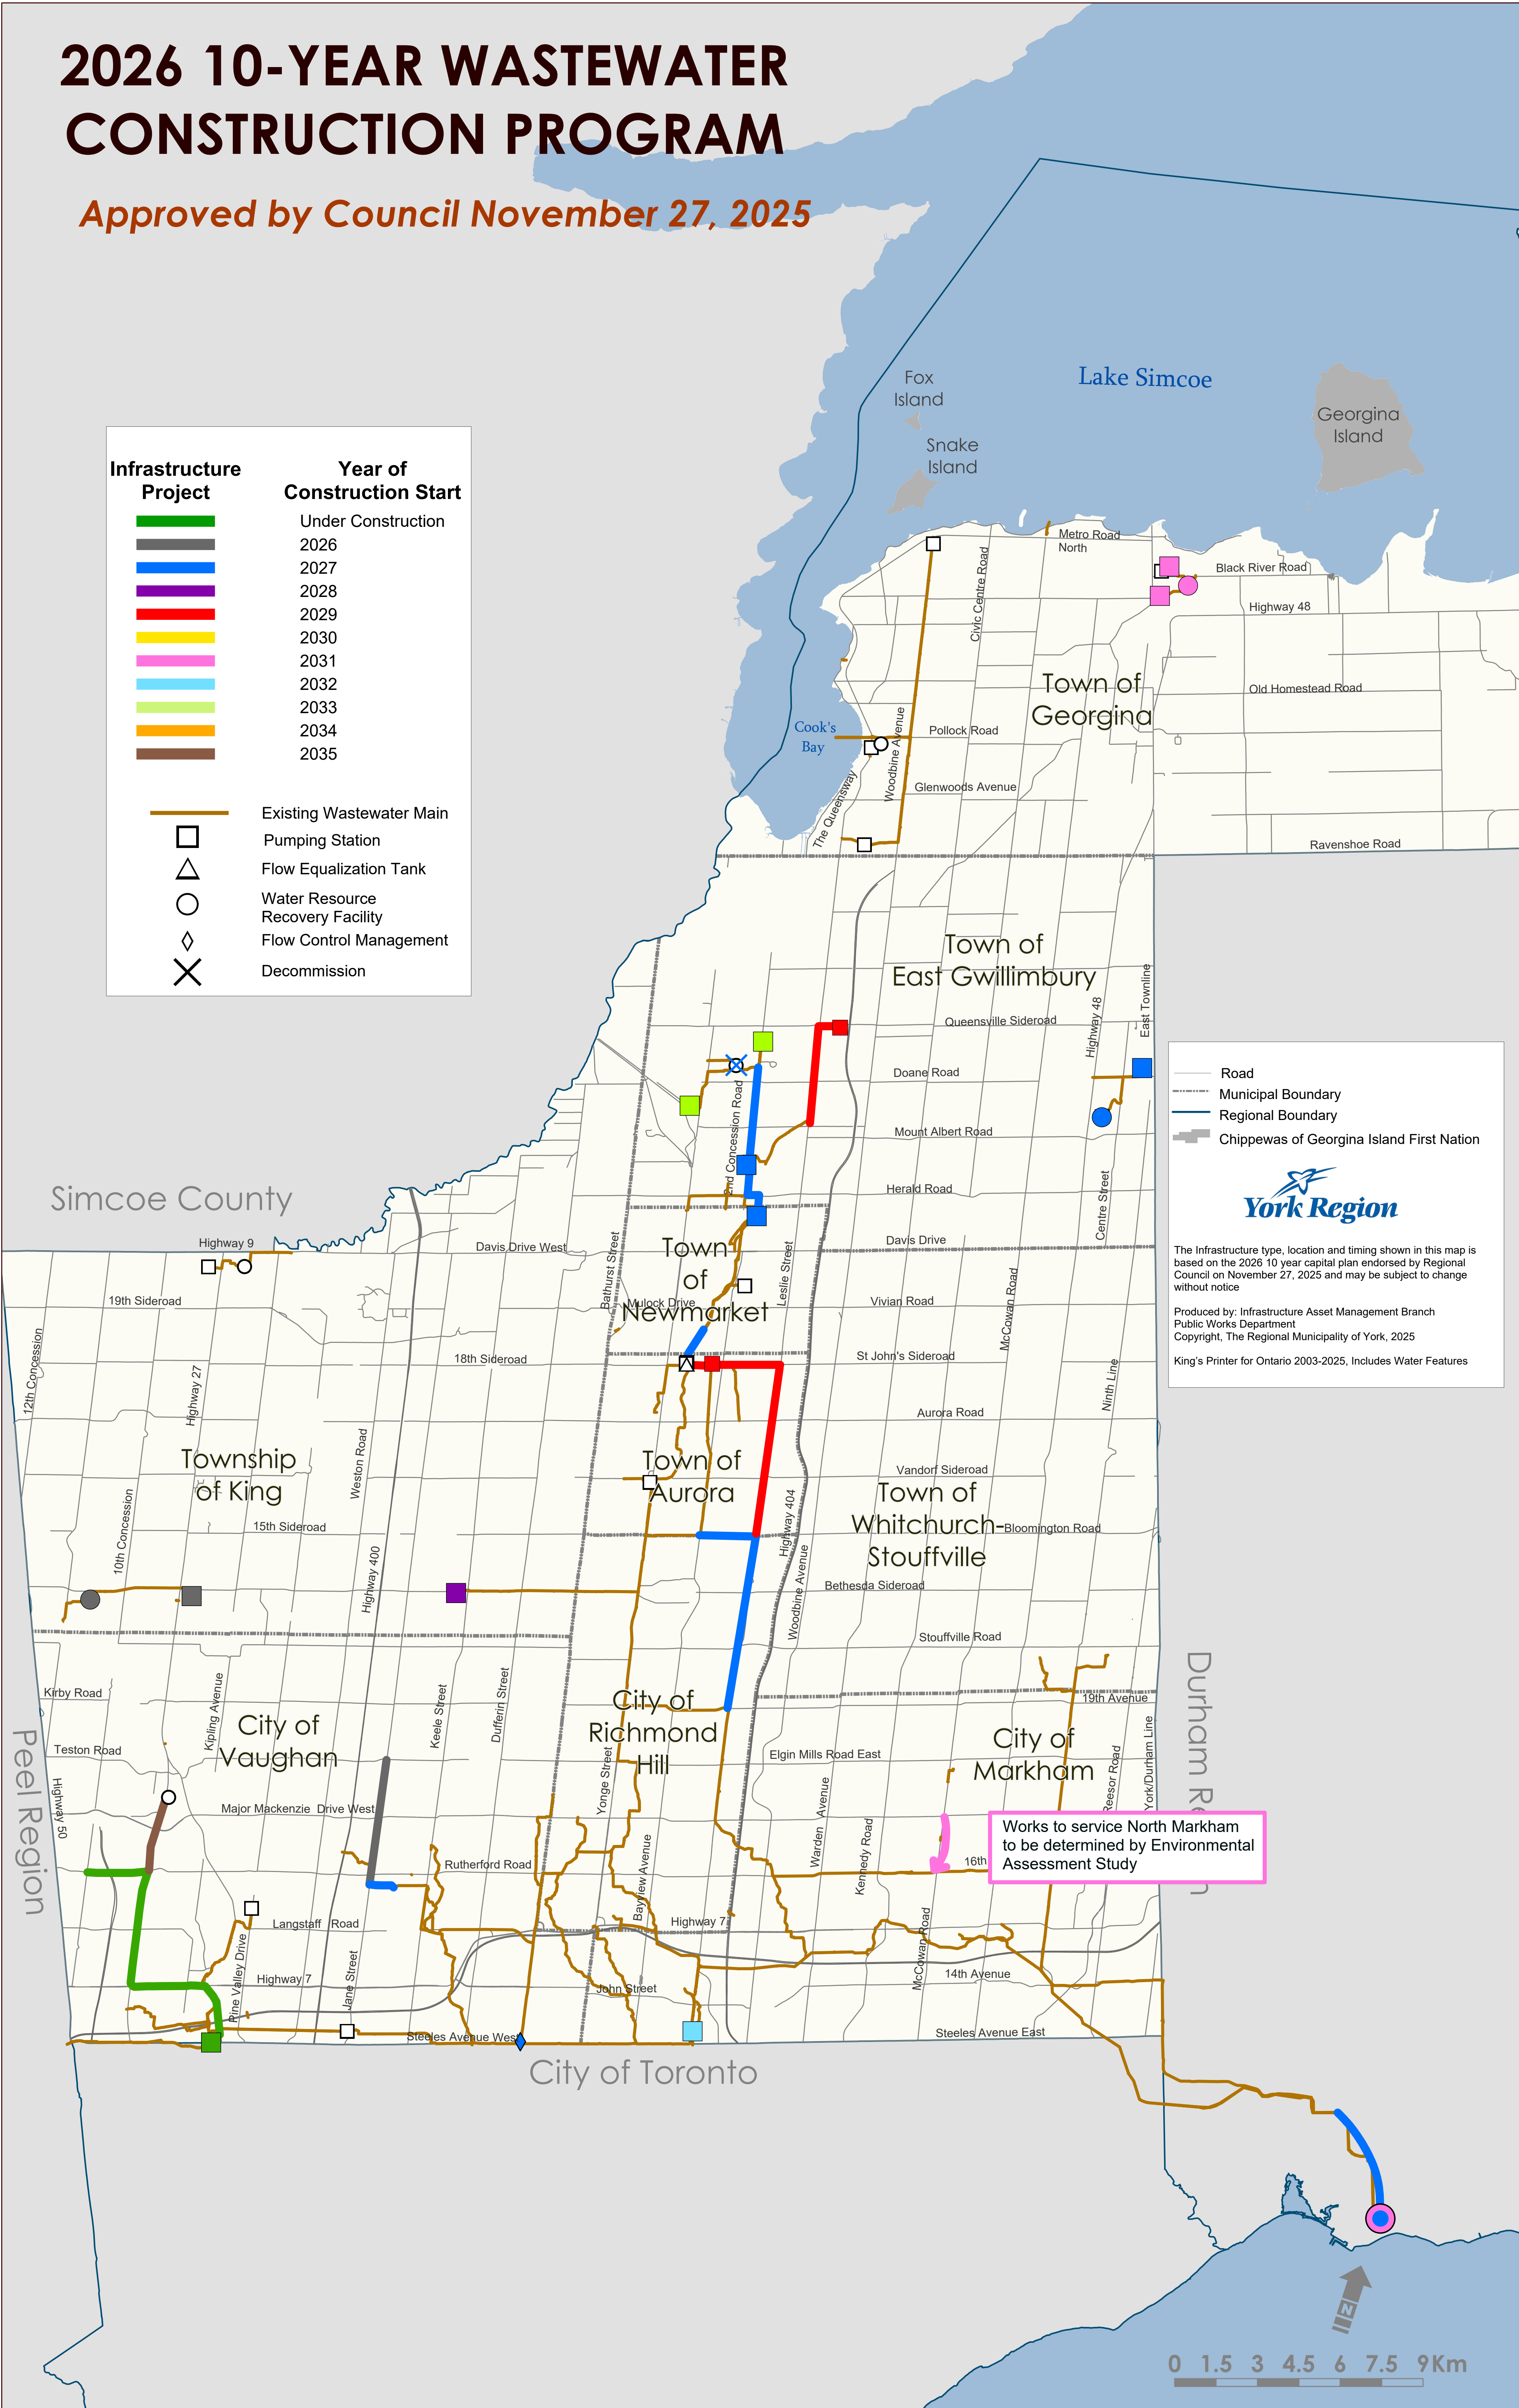 2026 10-YEAR WASTEWATER
CONSTRUCTION PROGRAM
Approved by Council November 27, 2025
Lake Simcoe
Fox
Island
Snake
Island
Georgina
Island
Infrastructure
Project
Year of
Construction Start
Under Construction
2026
2027
2028
2029
2030
2031
2032
2033
2034
2035
Existing Wastewater Main
Pumping Station
Flow Equalization Tank
Water Resource
Recovery Facility
Flow Control Management
Decommission
Metro Road
North
Black River Road
Highway 48
Civic Centre Road
Town of
Georgina
Old Homestead Road
Cook's
Bay
Woodbine Avenue
Pollock Road
The Queensway
Glenwoods Avenue
Ravenshoe Road
Town of
East Gwillimbury
Queensville Sideroad
Highway 48
East Townline
Doane Road
2nd Concession Road
Mount Albert Road
Herald Road
Centre Street
Road
Municipal Boundary
Regional Boundary
Chippewas of Georgina Island First Nation
York Region
The Infrastructure type, location and timing shown in this map is
based on the 2026 10 year capital plan endorsed by Regional
Council on November 27, 2025 and may be subject to change
without notice
Produced by: Infrastructure Asset Management Branch
Public Works Department
Copyright, The Regional Municipality of York, 2025
King's Printer for Ontario 2003-2025, Includes Water Features
Simcoe County
Highway 9
Davis Drive West
Bathurst Street
Town
of
Newmarket
Mulock Drive
Leslie Street
Davis Drive
19th Sideroad
Vivian Road
McCowan Road
12th Concession
Highway 27
18th Sideroad
St John's Sideroad
Ninth Line
Aurora Road
Township
of King
Weston Road
Town of
Aurora
Vandorf Sideroad
Town of
Whitchurch-
Stouffville
10th Concession
15th Sideroad
Highway 400
Highway 404
Bloomington Road
Woodbine Avenue
Bethesda Sideroad
Stouffville Road
Kirby Road
Kipling Avenue
Keele Street
Dufferin Street
City of
Richmond
Hill
19th Avenue
Durham Re
n
Peel Region
Teston Road
City of
Vaughan
Elgin Mills Road East
City of
Markham
Reesor Road
York/Durham Line
Highway 50
Major Mackenzie Drive West
Yonge Street
Warden Avenue
Kennedy Road
Works to service North Markham
to be determined by Environmental
Assessment Study
Rutherford Road
Bayview Avenue
16th
Langstaff Road
Highway 7
McCowan Road
Pine Valley Drive
Highway 7
Jane Street
John Street
14th Avenue
Steeles Avenue West
Steeles Avenue East
City of Toronto
N
0 1.5 3 4.5 6 7.5 9 Km